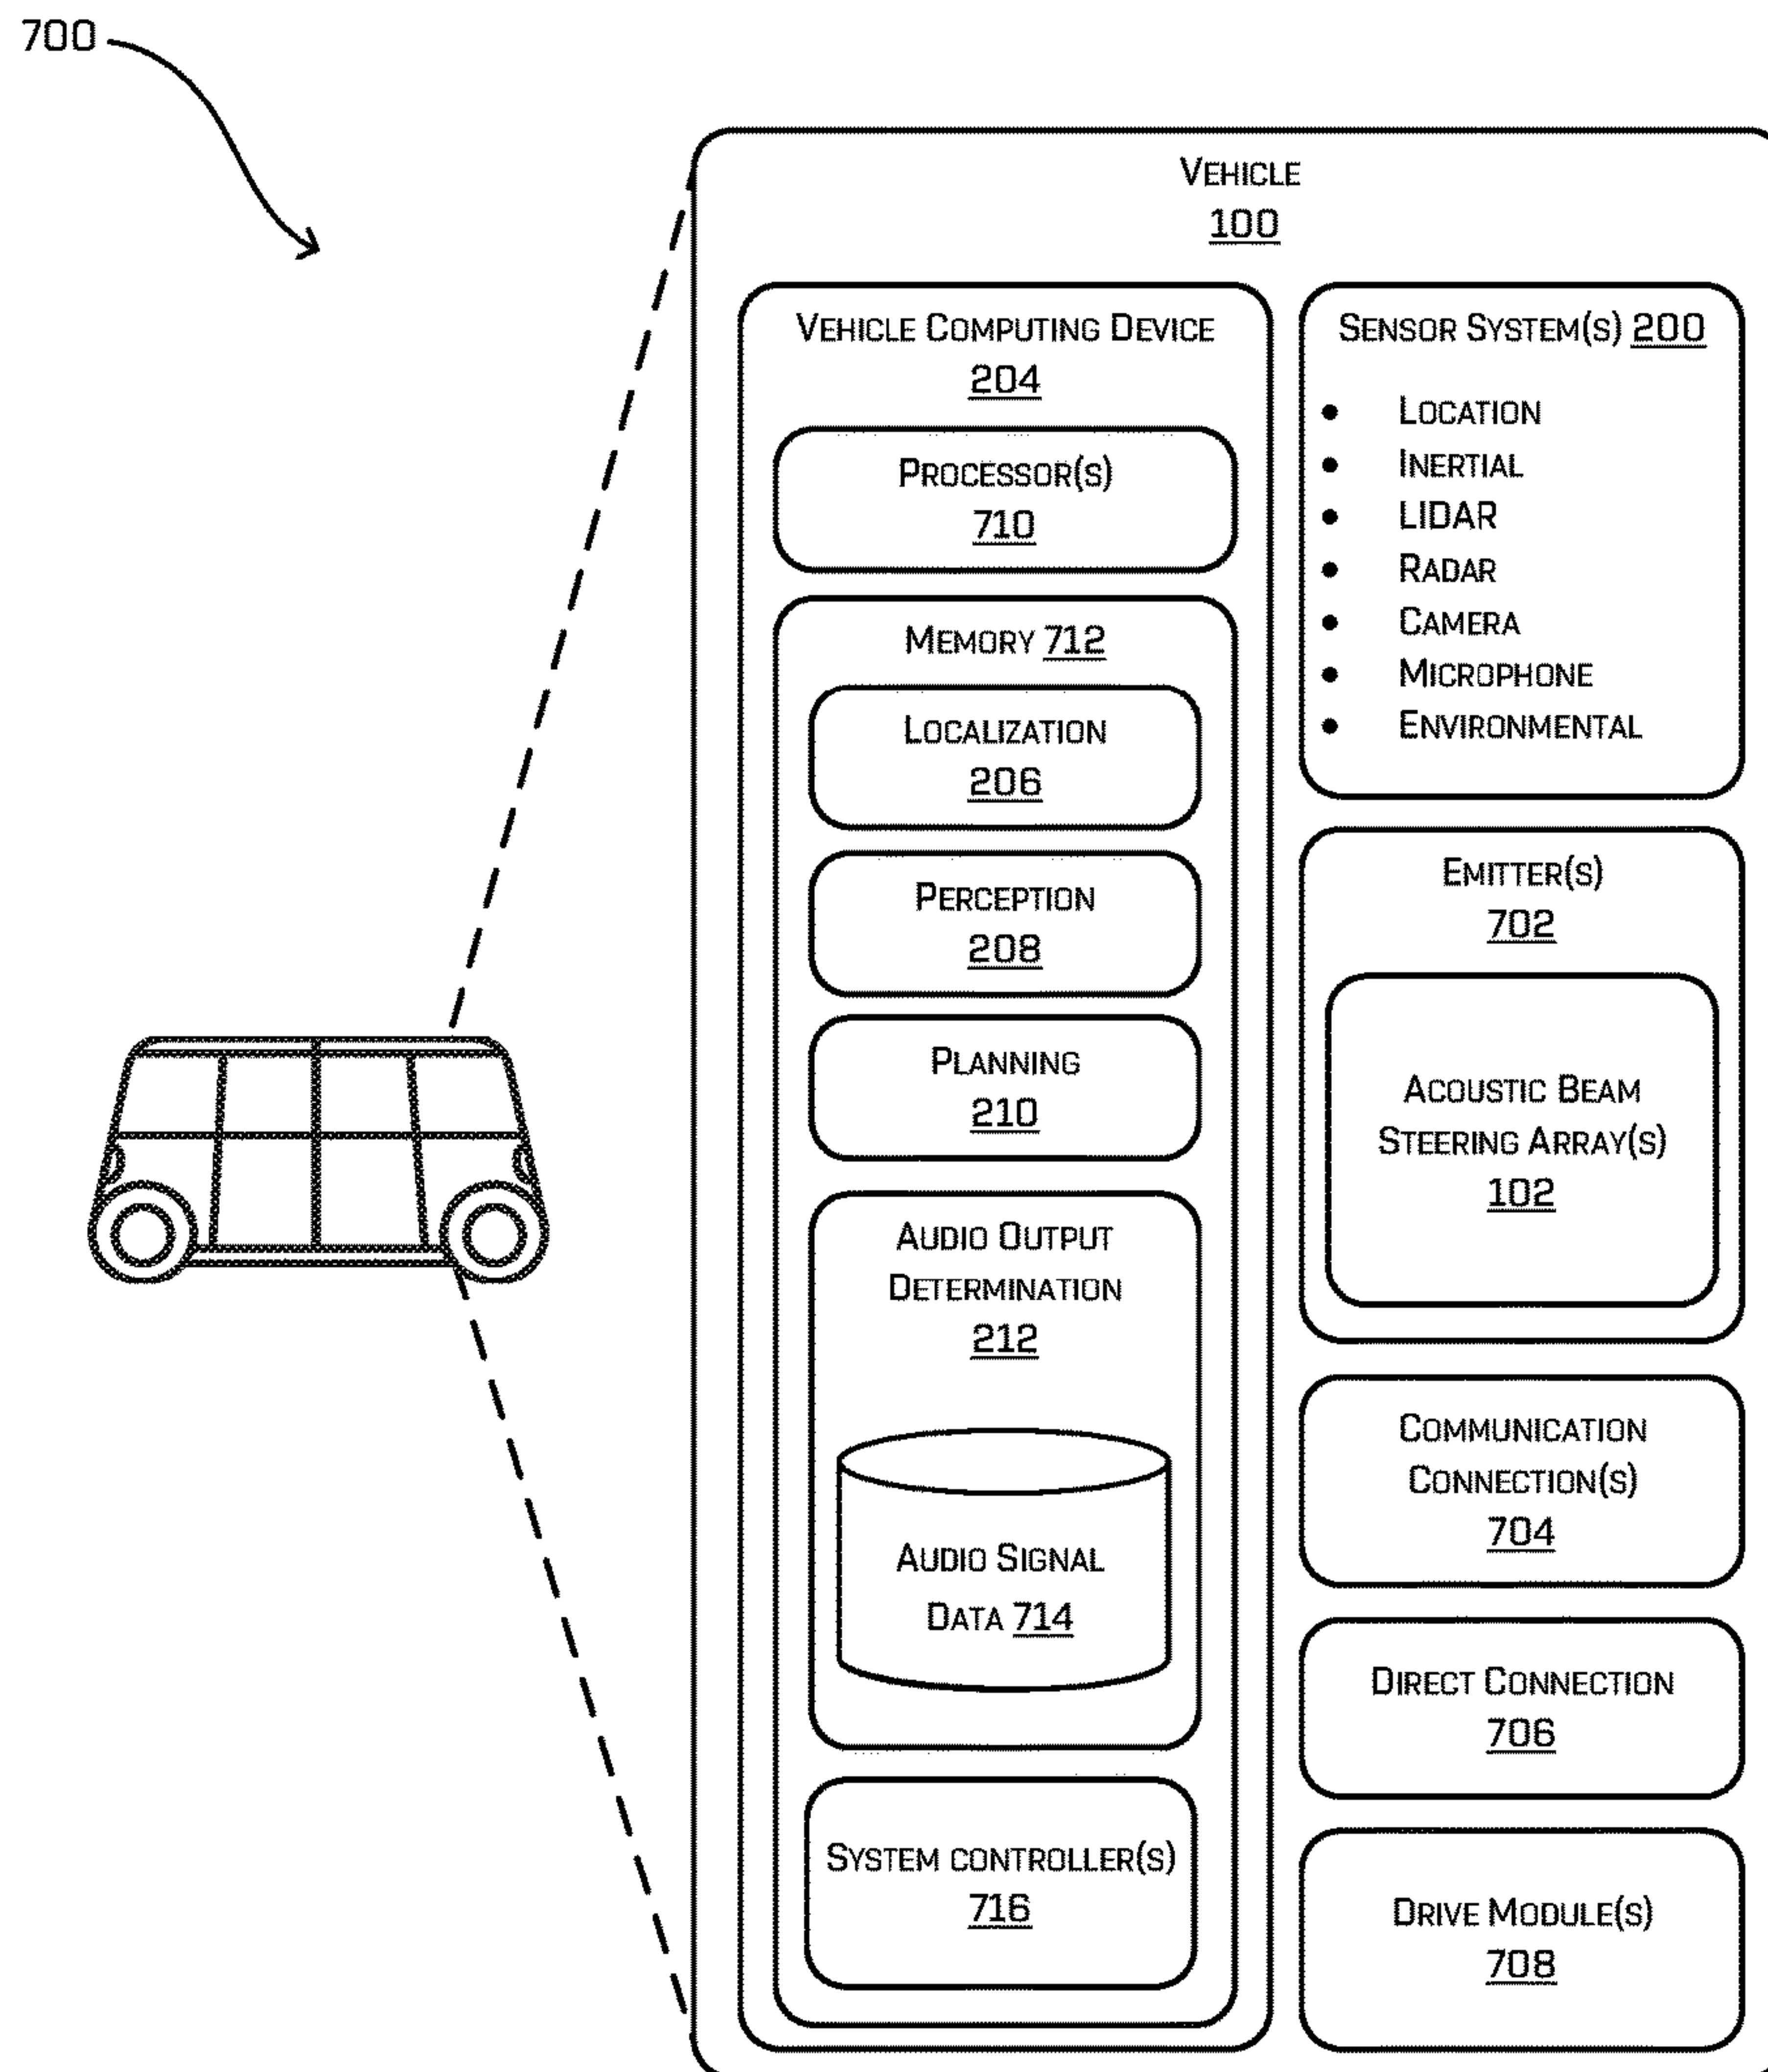 700
VEHICLE
100
VEHICLE COMPUTING DEVICE
204
PROCESSOR(S)
710
MEMORY 712
LOCALIZATION
206
PERCEPTION
208
PLANNING
210
AUDIO OUTPUT
DETERMINATION
212
AUDIO SIGNAL
DATA 714
SYSTEM CONTROLLER(S)
716
SENSOR SYSTEM(S) 200
• LOCATION
• INERTIAL
• LIDAR
• RADAR
• CAMERA
• MICROPHONE
• ENVIRONMENTAL
EMITTER(S)
702
ACOUSTIC BEAM
STEERING ARRAY(S)
102
COMMUNICATION
CONNECTION(S)
704
DIRECT CONNECTION
706
DRIVE MODULE(S)
708